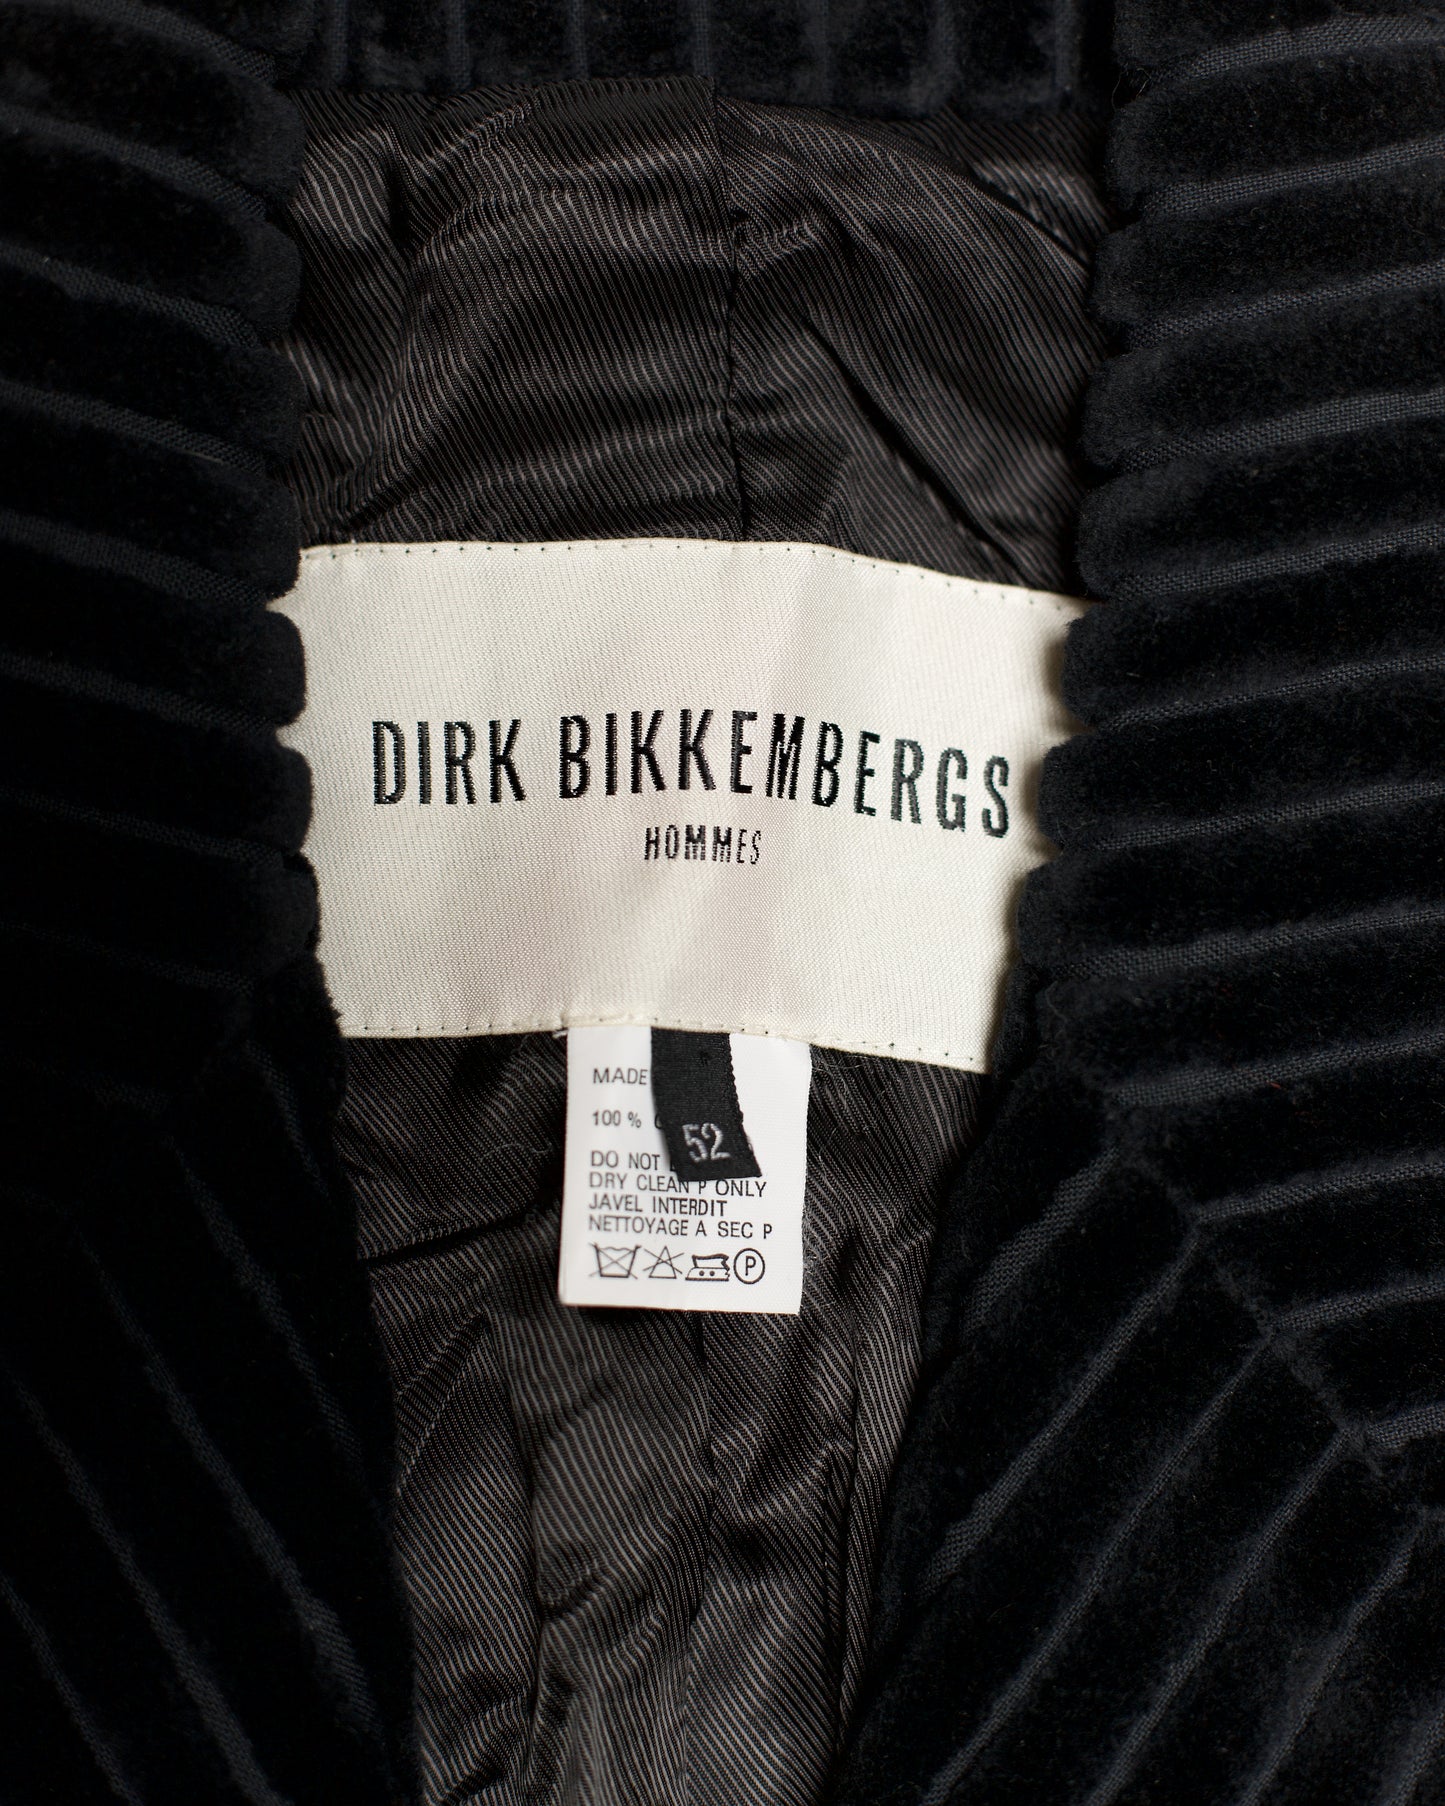 DIRK BIKKEMBERGS
HOMMES
MADE
100 %
52
DO NOT
DRY CLEAN P ONLY
JAVEL INTERDIT
NETTOYAGE A SEC P
P